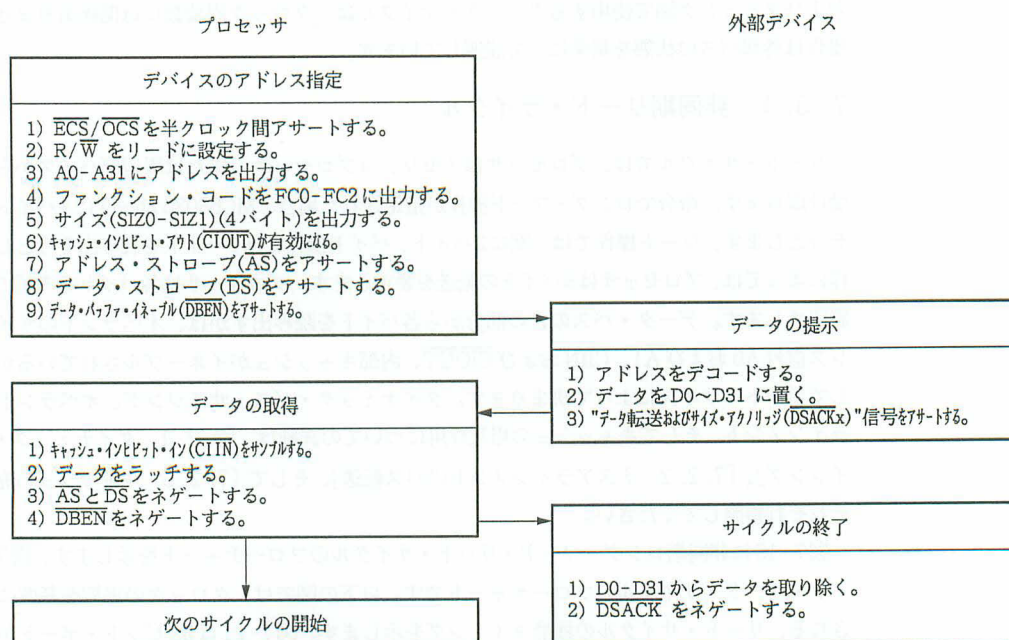 プロセッサ
外部デバイス
デバイスのアドレス指定
1) ECS/OCSを半クロック間アサートする。
2) R/W をリードに設定する。
3) A0-A31にアドレスを出力する。
4) ファンクション・コードをFC0-FC2に出力する。
5) サイズ(SIZ0-SIZ1)(4バイト)を出力する。
6) キャッシュ・インヒビット・アウト(CIOUT)が有効になる。
7) アドレス・ストローブ(AS)をアサートする。
8) データ・ストローブ(DS)をアサートする。
9) データ・バッファ・イネーブル(DBEN)をアサートする。
データの提示
1) アドレスをデコードする。
2) データをD0〜D31に置く。
3) "データ転送およびサイズ・アクノリッジ(DSACKx)"信号をアサートする。
データの取得
1) キャッシュ・インヒビット・イン(CIIN)をサンプルする。
2) データをラッチする。
3) ASとDSをネゲートする。
4) DBENをネゲートする。
サイクルの終了
1) D0-D31からデータを取り除く。
2) DSACK をネゲートする。
次のサイクルの開始